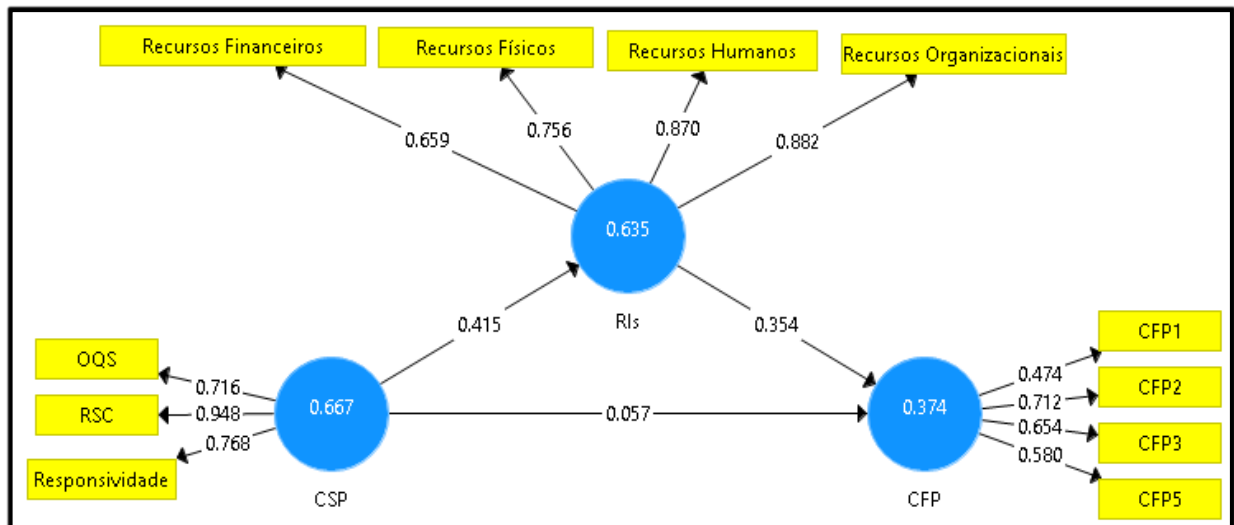 Recursos Financeiros
Recursos Físicos
Recursos Humanos
Recursos Organizacionais
0.659
0.756
0.870
0.882
0.635
RIs
0.415
0.354
OQS
RSC
Responsividade
0.716
0.948
0.768
0.667
CSP
0.057
0.374
CFP
0.474
0.712
0.654
0.580
CFP1
CFP2
CFP3
CFP5